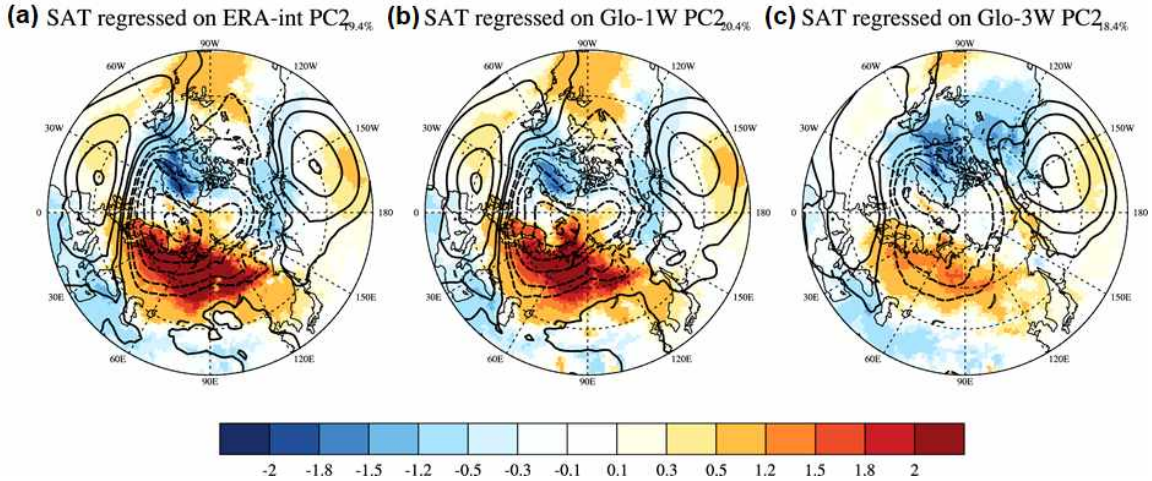 (a) SAT regressed on ERA-int PC2 19.4%
(b) SAT regressed on Glo-1W PC2 20.4%
(c) SAT regressed on Glo-3W PC2 18.4%
90W
120W
150W
180
150E
120E
90E
60E
30E
0
30W
60W
90W
120W
150W
180
150E
120E
90E
60E
30E
0
30W
60W
90W
120W
150W
180
150E
120E
90E
60E
30E
0
30W
60W
-2 -1.8 -1.5 -1.2 -0.5 -0.3 -0.1 0.1 0.3 0.5 1.2 1.5 1.8 2